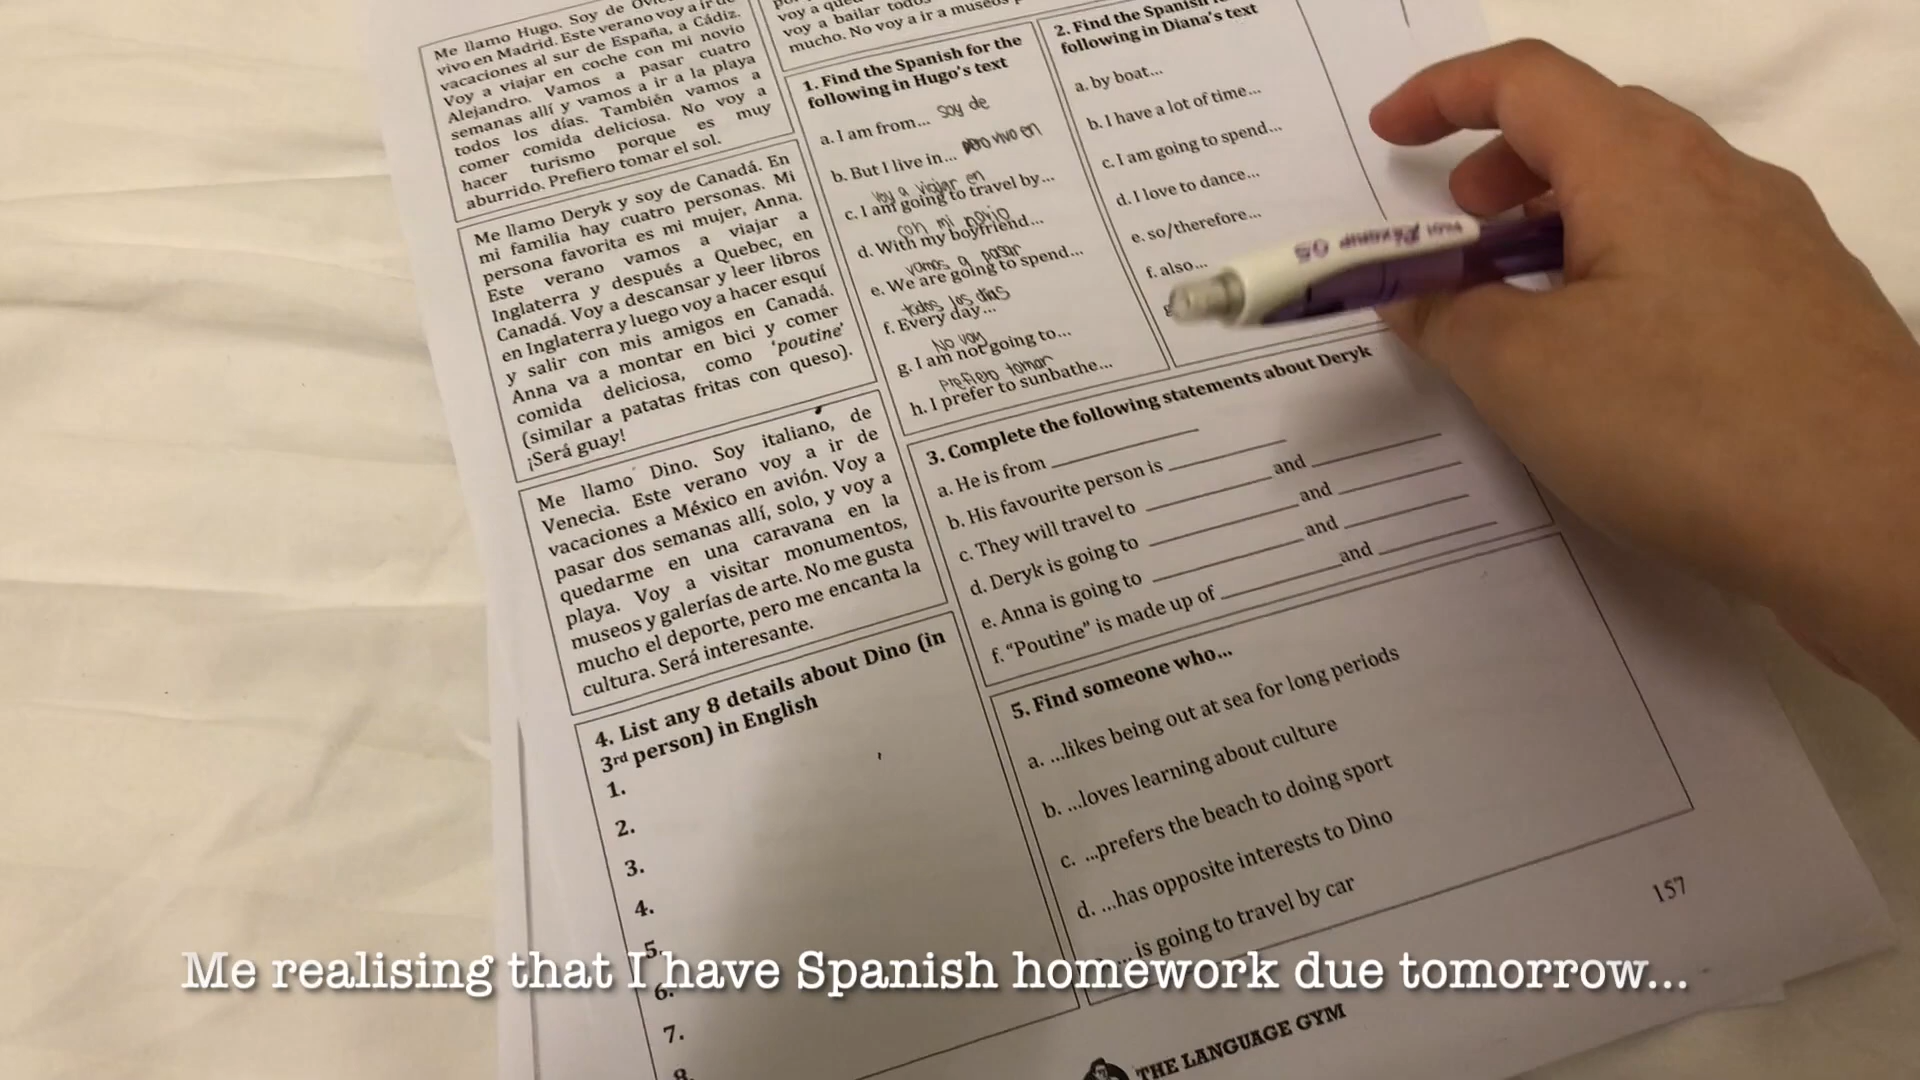 Me llamo Hugo. Soy de
vivo en Madrid. Este verano voy a ir de
vacaciones al sur de España, a Cádiz.
Voy a viajar en coche con mi novio
Alejandro. Vamos a pasar cuatro
semanas allí y vamos a ir a la playa
todos los días. También vamos a
comer comida deliciosa. No voy a
hacer turismo porque es muy
aburrido. Prefiero tomar el sol.
voy a
voy a bailar
mucho. No voy a ir a museos
Me llamo Deryk y soy de Canadá. En
mi familia hay cuatro personas. Mi
persona favorita es mi mujer, Anna.
Este verano vamos a viajar a
Inglaterra y después a Quebec, en
Canadá. Voy a descansar y leer libros
en Inglaterra y luego voy a hacer esquí
y salir con mis amigos en Canadá.
Anna va a montar en bici y comer
comida deliciosa, como ‘poutine’
(similar a patatas fritas con queso).
¡Será guay!
Me llamo Dino. Soy italiano, de
Venecia. Este verano voy a ir de
vacaciones a México en avión. Voy a
pasar dos semanas allí, solo, y voy a
quedarme en una caravana en la
playa. Voy a visitar monumentos,
museos y galerías de arte. No me gusta
mucho el deporte, pero me encanta la
cultura. Será interesante.
1. Find the Spanish for the
following in Hugo's text
a. I am from... soy de
b. But I live in... pero vivo en
voy a viajar en
c. I am going to travel by...
con mi novio
d. With my boyfriend...
vamos a pasar
e. We are going to spend...
todos los días
f. Every day...
No voy
g. I am not going to...
Prefiero tomar
h. I prefer to sunbathe...
2. Find the Spanish
following in Diana's text
a. by boat...
b. I have a lot of time...
c. I am going to spend...
d. I love to dance...
e. so/therefore...
f. also...
3. Complete the following statements about Deryk
a. He is from
b. His favourite person is
c. They will travel to and
d. Deryk is going to and
e. Anna is going to and
f. “Poutine” is made up of and
4. List any 8 details about Dino (in
3rd person) in English
1.
2.
3.
4.
5.
6.
7.
8.
5. Find someone who...
a. ...likes being out at sea for long periods
b. ...loves learning about culture
c. ...prefers the beach to doing sport
d. ...has opposite interests to Dino
...is going to travel by car
157
THE LANGUAGE GYM
Me realising that I have Spanish homework due tomorrow...